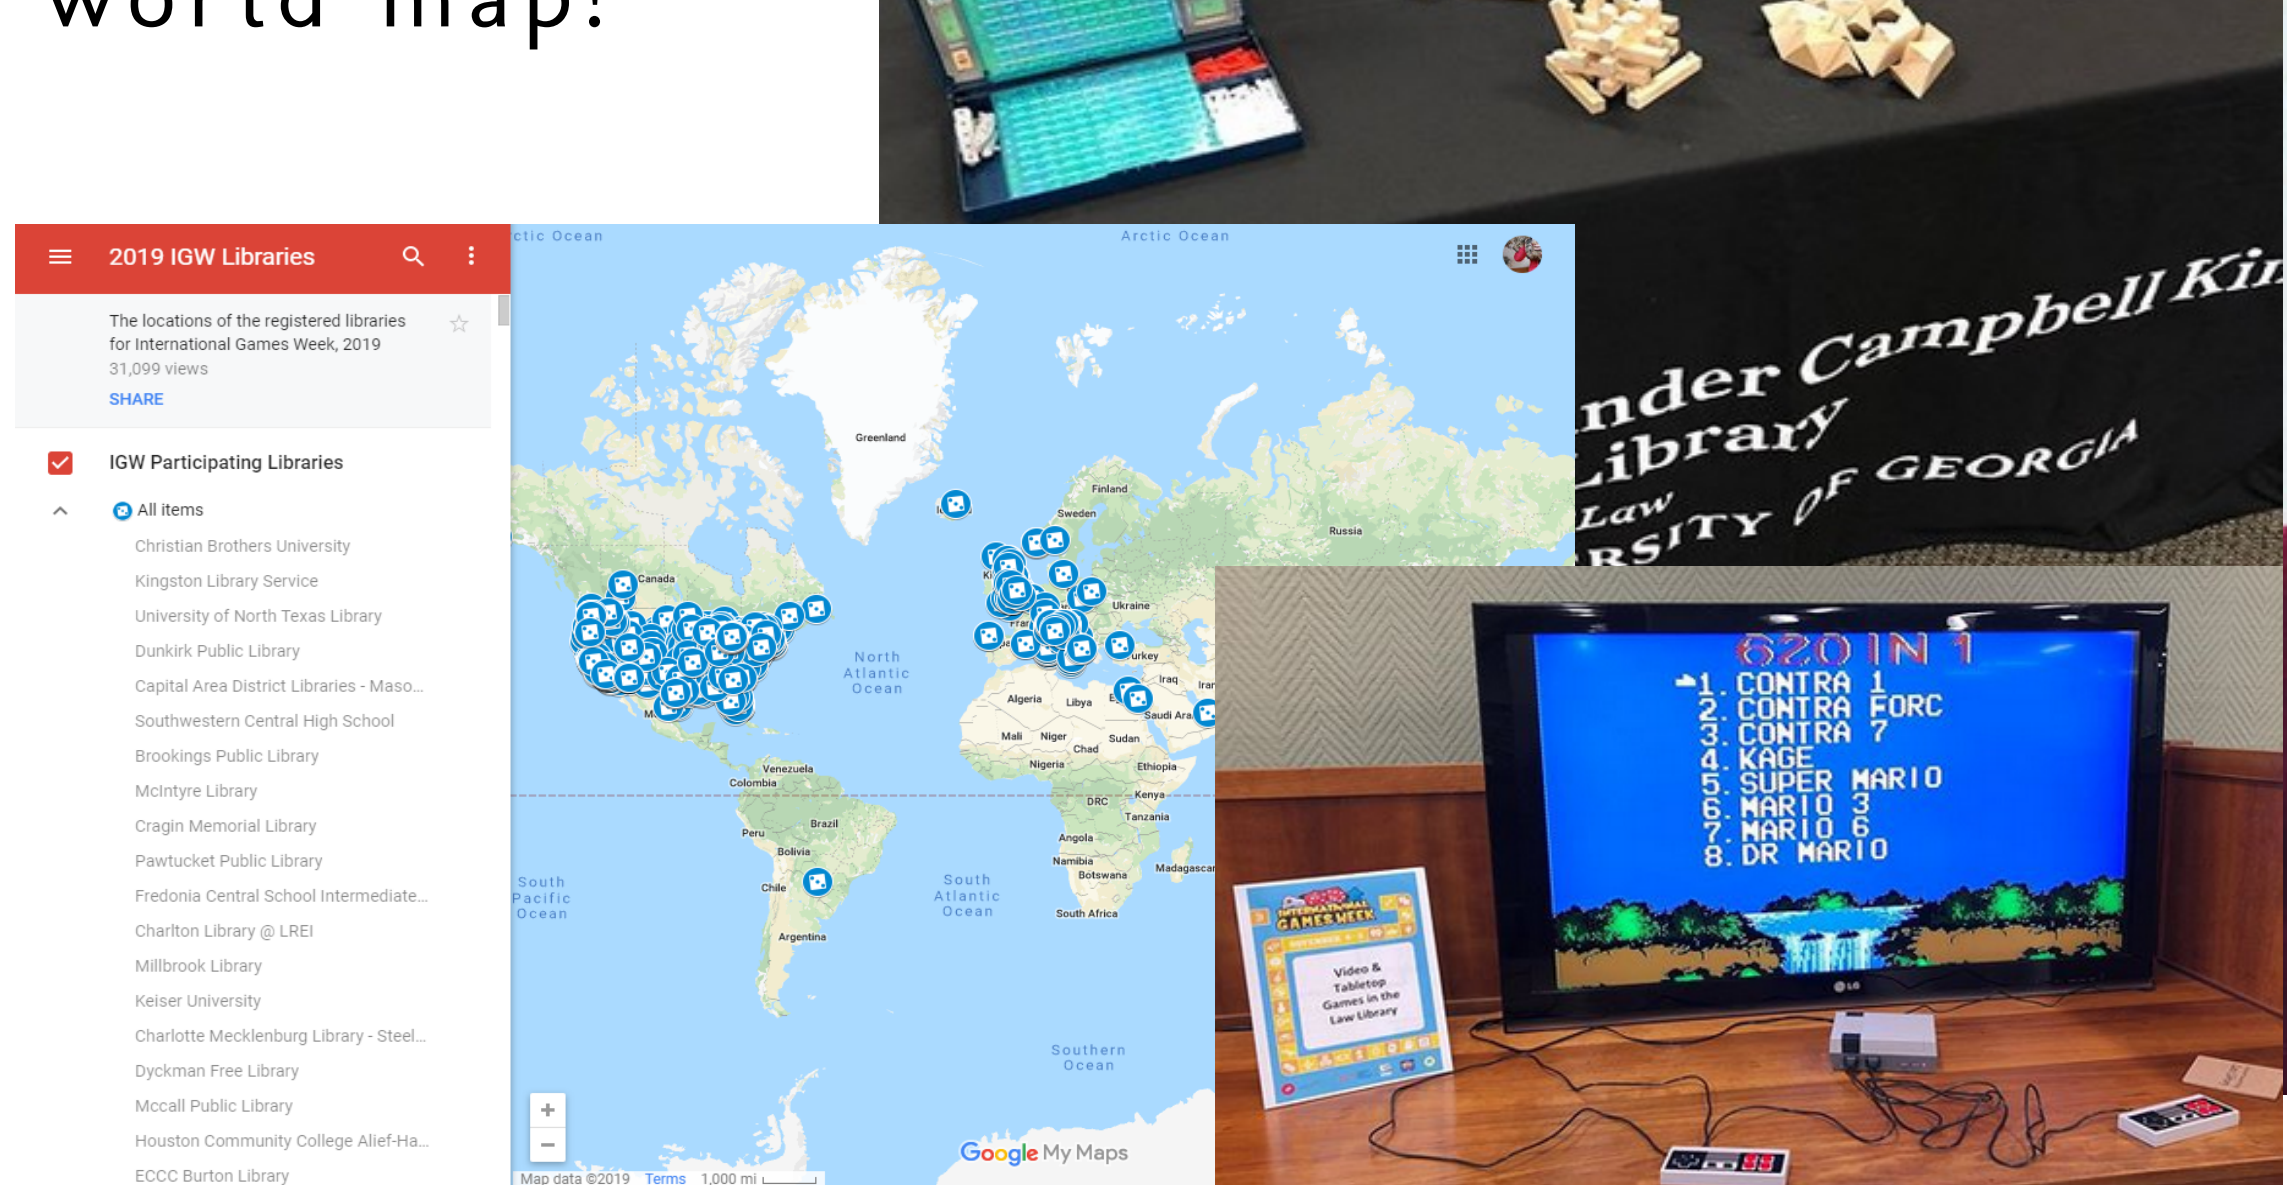 world map!
2019 IGW Libraries
The locations of the registered libraries
for International Games Week, 2019
31,099 views
SHARE
IGW Participating Libraries
All items
Christian Brothers University
Kingston Library Service
University of North Texas Library
Dunkirk Public Library
Capital Area District Libraries - Maso...
Southwestern Central High School
Brookings Public Library
McIntyre Library
Cragin Memorial Library
Pawtucket Public Library
Fredonia Central School Intermediate...
Charlton Library @ LREI
Millbrook Library
Keiser University
Charlotte Mecklenburg Library - Steel...
Dyckman Free Library
Mccall Public Library
Houston Community College Alief-Ha...
ECCC Burton Library
ctic Ocean
Arctic Ocean
Greenland
Finland
Sweden
Russia
Canada
Ukraine
North
Atlantic
Ocean
urkey
Iraq
Iran
Algeria
Libya
Saudi Ara
Mali
Niger
Sudan
Chad
Nigeria
Ethiopia
Venezuela
Colombia
DRC
Kenya
Tanzania
Peru
Brazil
Angola
Bolivia
Namibia
Botswana
Madagascar
Chile
South Africa
Argentina
South
Pacific
Ocean
South
Atlantic
Ocean
Southern
Ocean
+
−
Google My Maps
Map data ©2019 Terms 1,000 mi
nder Campbell Kin
Library
Law
RSITY OF GEORGIA
620 IN 1
1. CONTRA 1
2. CONTRA FORC
3. CONTRA 7
4. KAGE
5. SUPER MARIO
6. MARIO 3
7. MARIO 6
8. DR MARIO
LG
INTERNATIONAL
GAMES WEEK
Video &
Tabletop
Games in the
Law Library